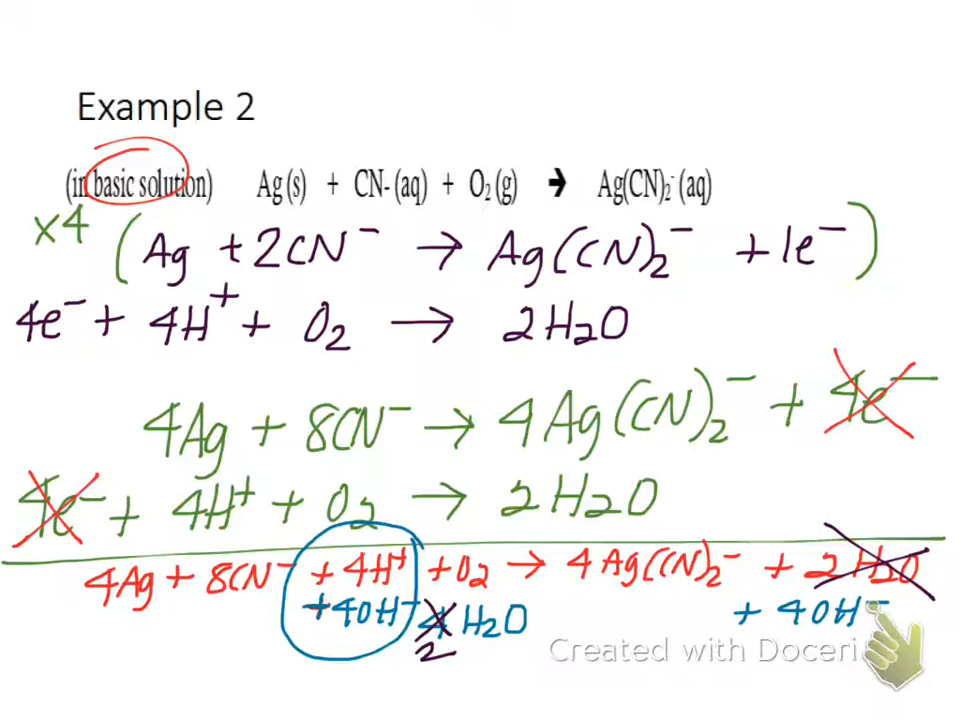 Example 2
(in basic solution) Ag (s) + CN- (aq) + O₂ (g) → Ag(CN)₂⁻ (aq)
x4 (Ag + 2CN⁻ → Ag(CN)₂⁻ + 1e⁻)
4e⁻ + 4H⁺ + O₂ → 2H₂O
4Ag + 8CN⁻ → 4Ag(CN)₂⁻ + 4e⁻
4e⁻ + 4H⁺ + O₂ → 2H₂O
4Ag + 8CN⁻ + 4H⁺ + O₂ → 4Ag(CN)₂⁻ + 2H₂O
+4OH⁻ 4 H₂O + 4OH⁻
2
Created with Doceri